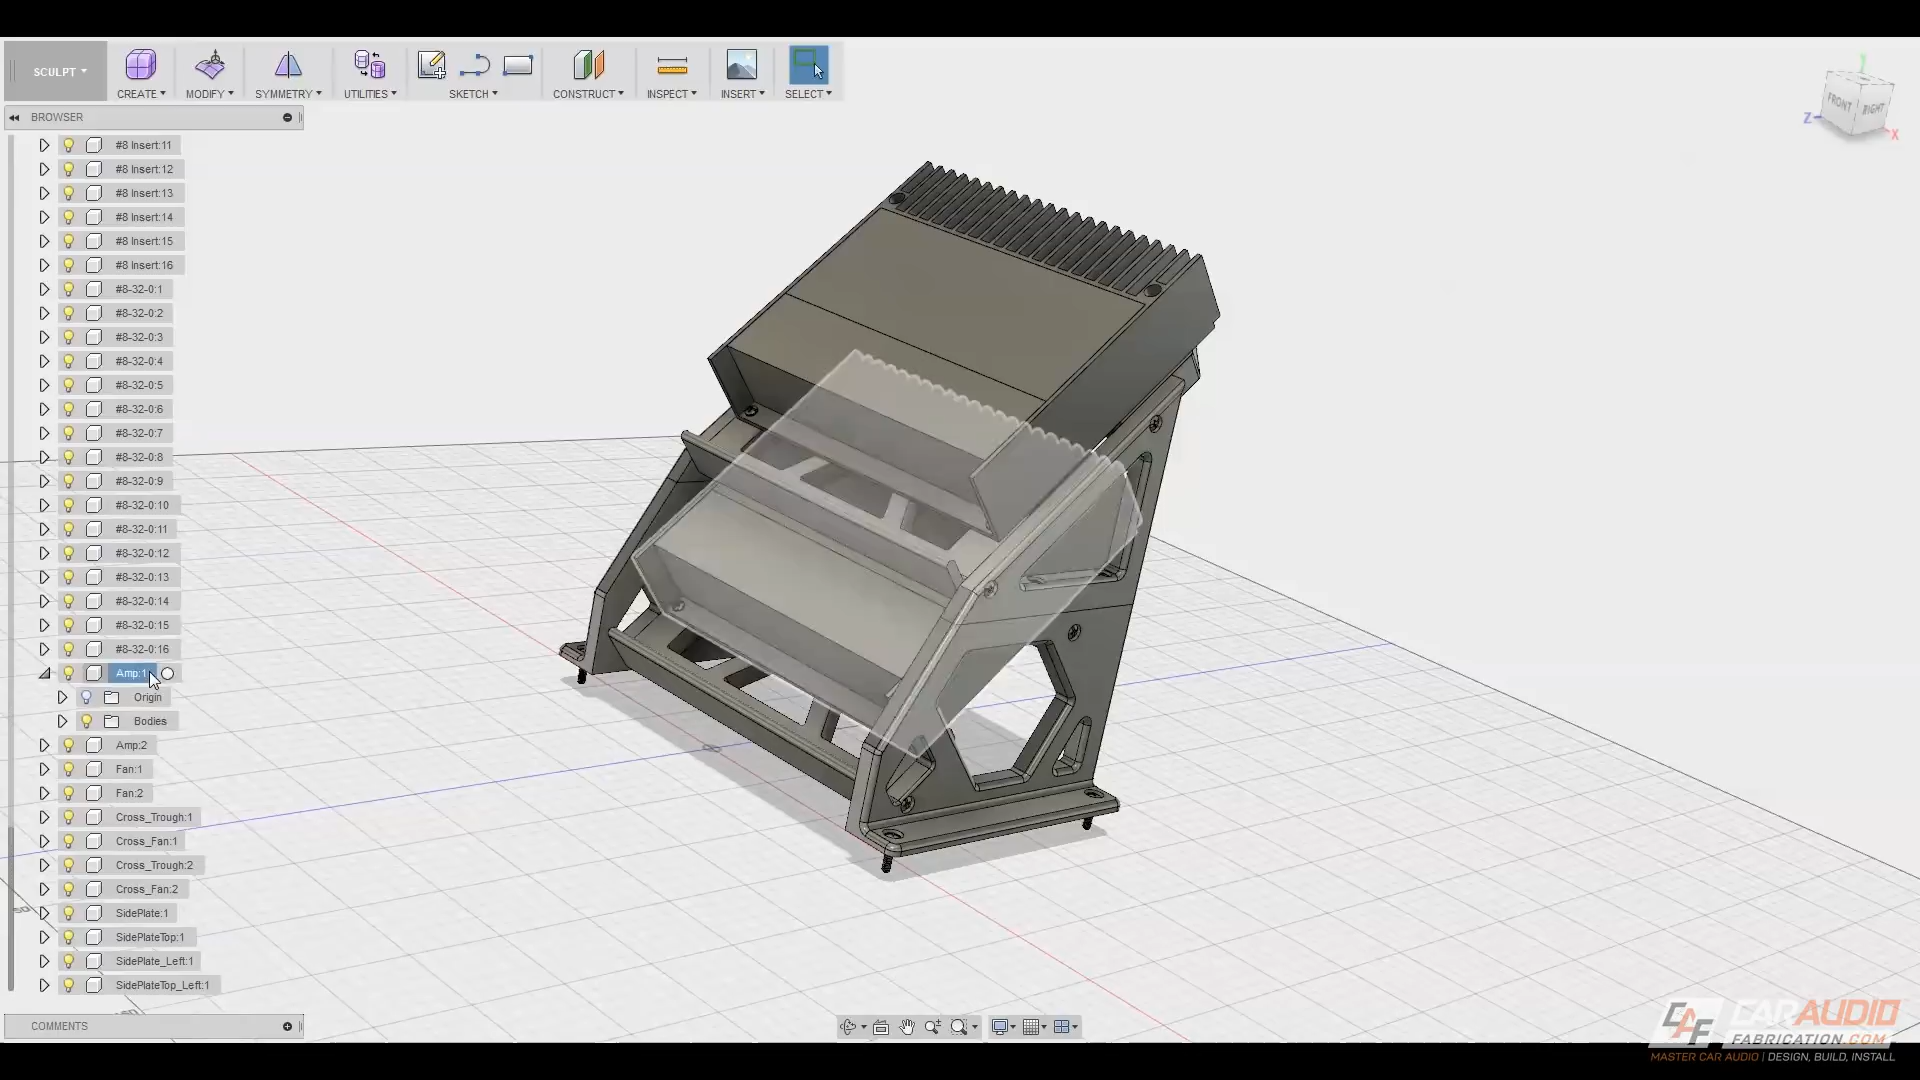 SCULPT
CREATE
MODIFY
SYMMETRY
UTILITIES
SKETCH
CONSTRUCT
INSPECT
INSERT
SELECT
BROWSER
#8 Insert:11
#8 Insert:12
#8 Insert:13
#8 Insert:14
#8 Insert:15
#8 Insert:16
#8-32-0:1
#8-32-0:2
#8-32-0:3
#8-32-0:4
#8-32-0:5
#8-32-0:6
#8-32-0:7
#8-32-0:8
#8-32-0:9
#8-32-0:10
#8-32-0:11
#8-32-0:12
#8-32-0:13
#8-32-0:14
#8-32-0:15
#8-32-0:16
Amp:1
Origin
Bodies
Amp:2
Fan:1
Fan:2
Cross_Trough:1
Cross_Fan:1
Cross_Trough:2
Cross_Fan:2
SidePlate:1
SidePlateTop:1
SidePlate_Left:1
SidePlateTop_Left:1
COMMENTS
Y
FRONT
RIGHT
Z
X
CAF
CARAUDIO
FABRICATION.COM
MASTER CAR AUDIO | DESIGN, BUILD, INSTALL